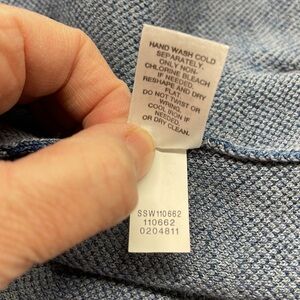 HAND WASH COLD
SEPARATELY.
ONLY NON-
CHLORINE BLEACH
IF NEEDED.
RESHAPE AND DRY
FLAT.
DO NOT TWIST OR
WRING.
COOL IRON IF
NEEDED.
OR DRY CLEAN.
SSW110662
110662
0204811